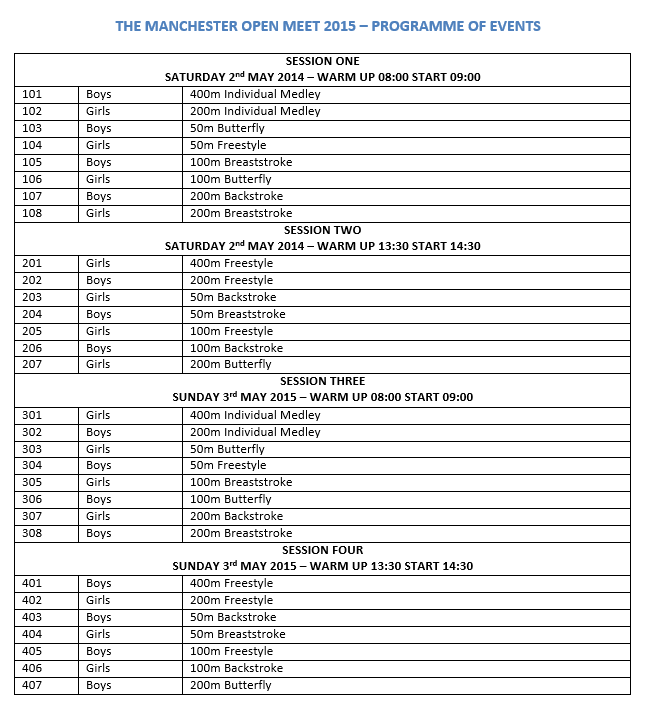 THE MANCHESTER OPEN MEET 2015 – PROGRAMME OF EVENTS
SESSION ONE
SATURDAY 2nd MAY 2014 – WARM UP 08:00 START 09:00
101 Boys 400m Individual Medley
102 Girls 200m Individual Medley
103 Boys 50m Butterfly
104 Girls 50m Freestyle
105 Boys 100m Breaststroke
106 Girls 100m Butterfly
107 Boys 200m Backstroke
108 Girls 200m Breaststroke
SESSION TWO
SATURDAY 2nd MAY 2014 – WARM UP 13:30 START 14:30
201 Girls 400m Freestyle
202 Boys 200m Freestyle
203 Girls 50m Backstroke
204 Boys 50m Breaststroke
205 Girls 100m Freestyle
206 Boys 100m Backstroke
207 Girls 200m Butterfly
SESSION THREE
SUNDAY 3rd MAY 2015 – WARM UP 08:00 START 09:00
301 Girls 400m Individual Medley
302 Boys 200m Individual Medley
303 Girls 50m Butterfly
304 Boys 50m Freestyle
305 Girls 100m Breaststroke
306 Boys 100m Butterfly
307 Girls 200m Backstroke
308 Boys 200m Breaststroke
SESSION FOUR
SUNDAY 3rd MAY 2015 – WARM UP 13:30 START 14:30
401 Boys 400m Freestyle
402 Girls 200m Freestyle
403 Boys 50m Backstroke
404 Girls 50m Breaststroke
405 Boys 100m Freestyle
406 Girls 100m Backstroke
407 Boys 200m Butterfly